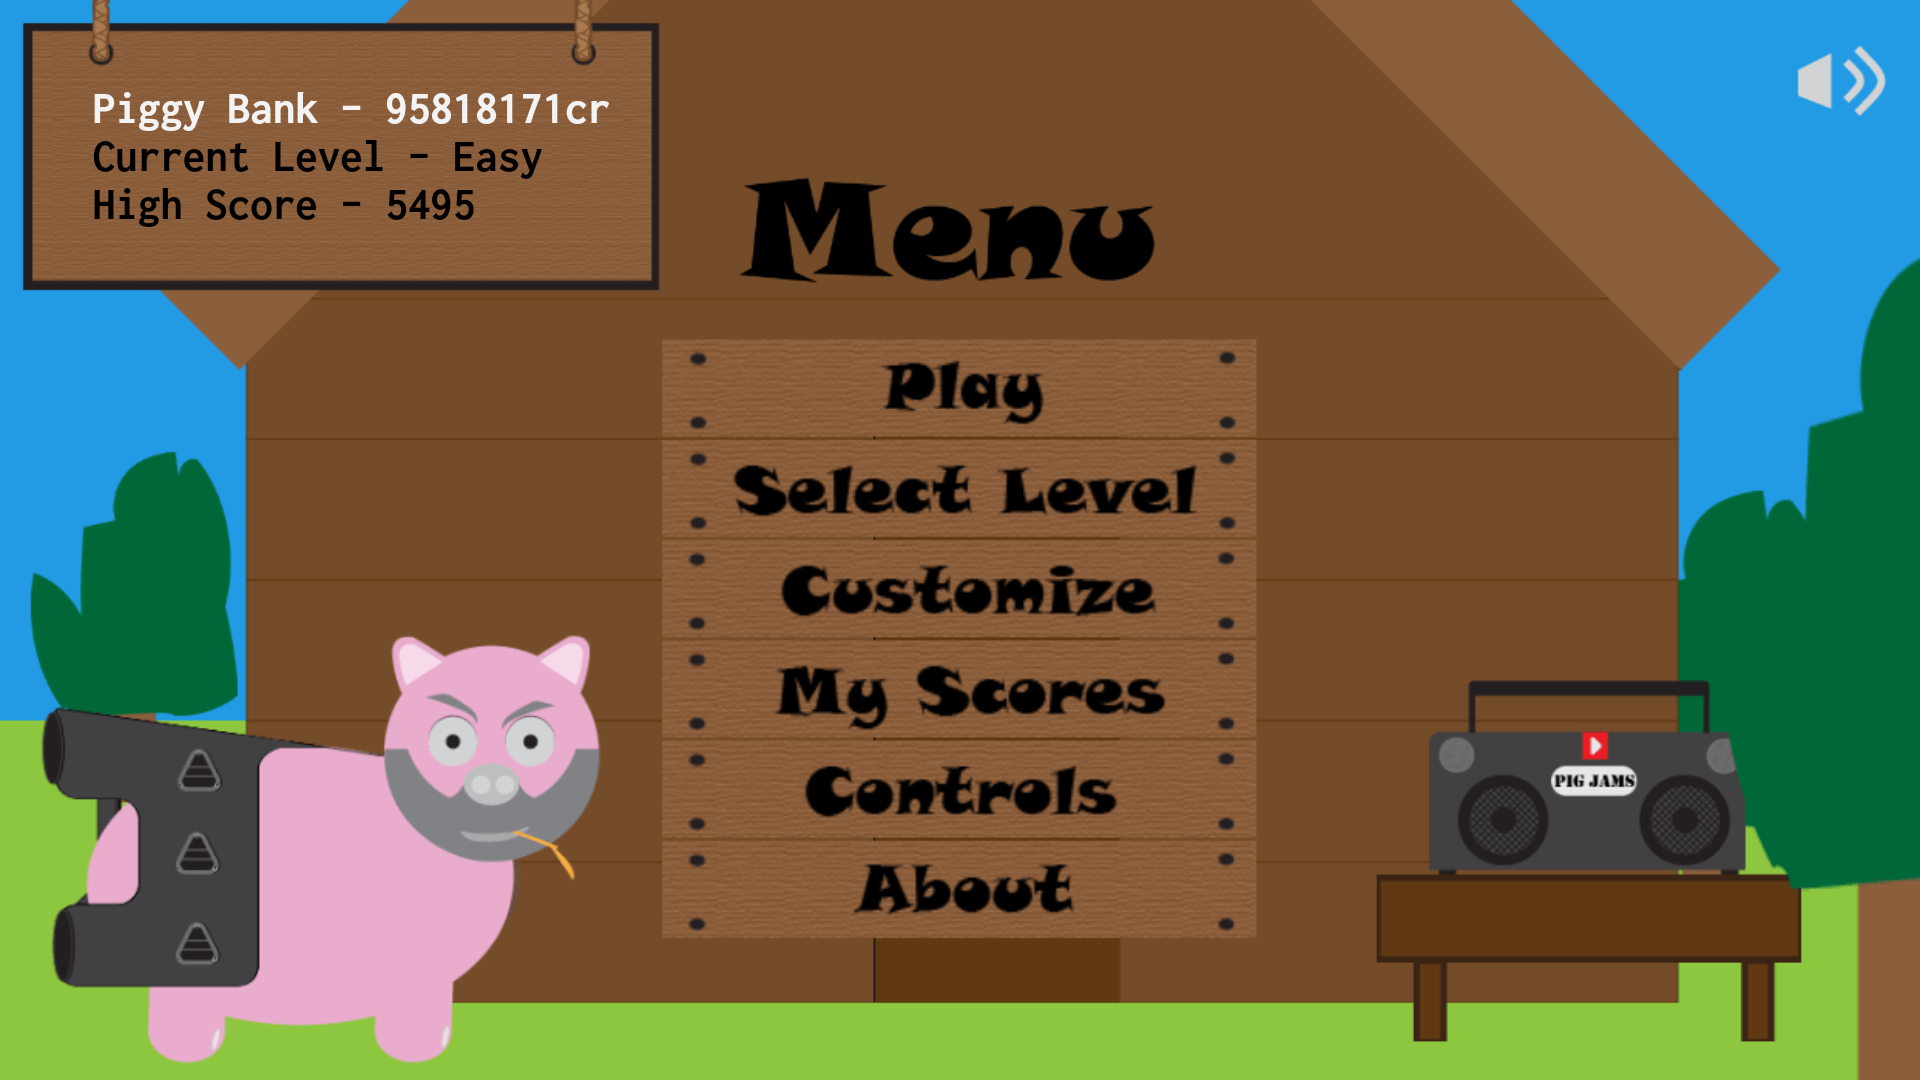 Piggy Bank - 95818171cr
Current Level - Easy
High Score - 5495
Menu
Play
Select Level
Customize
My Scores
Controls
About
PIG JAMS